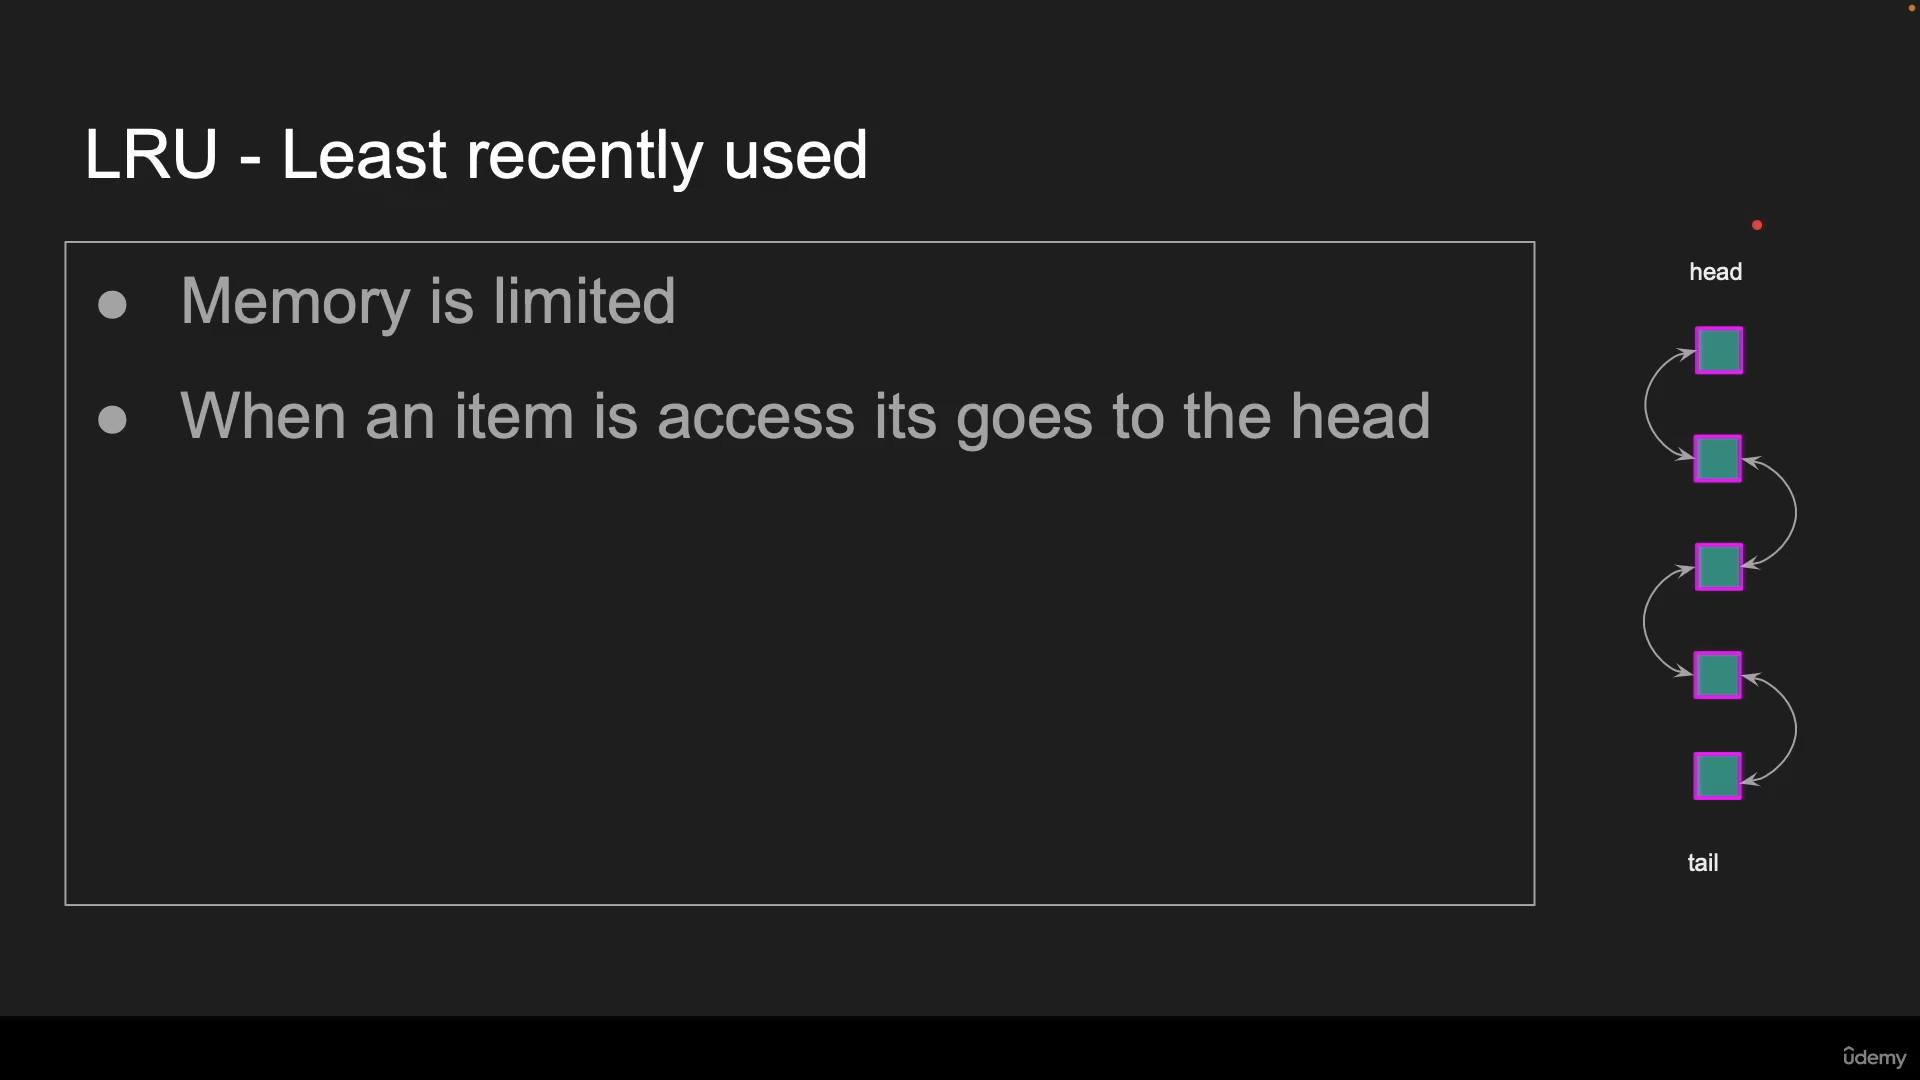 LRU - Least recently used
● Memory is limited
● When an item is access its goes to the head
head
tail
ûdemy